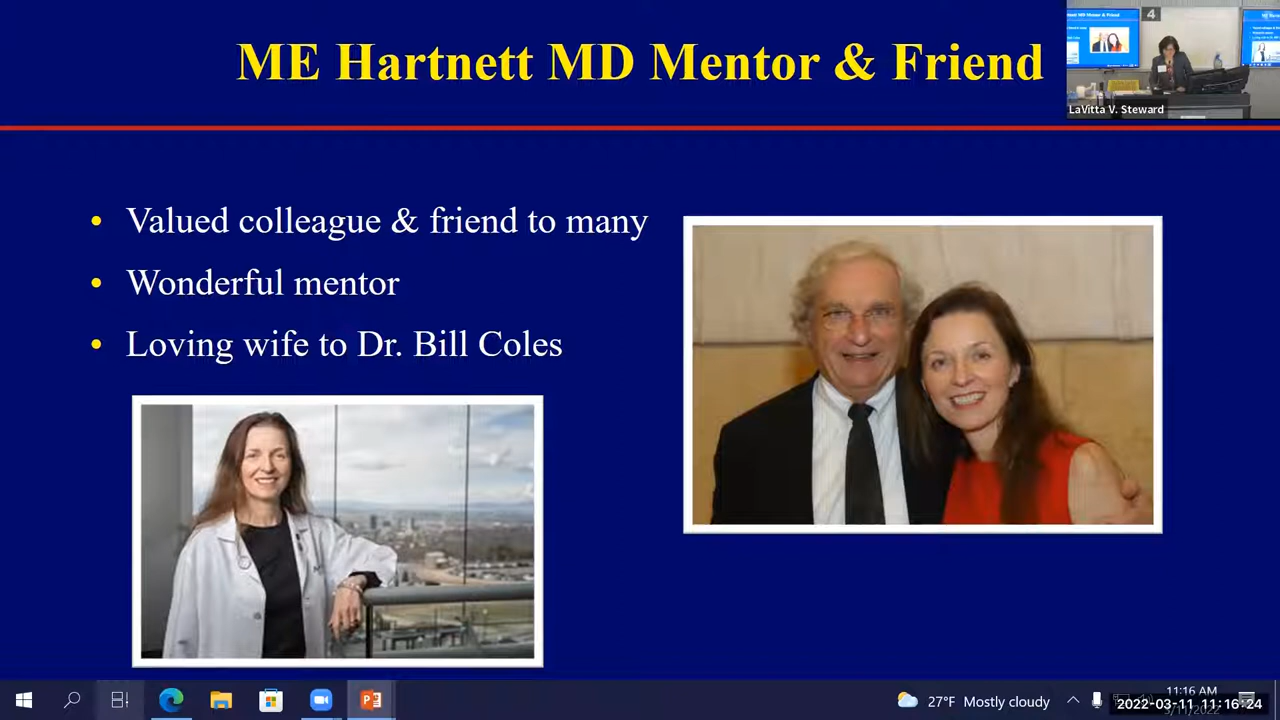 ME Hartnett MD Mentor & Friend
4
LaVitta V. Steward
• Valued colleague & friend to many
• Wonderful mentor
• Loving wife to Dr. Bill Coles
27°F Mostly cloudy
11:16 AM
2022-03-11 11:16:24